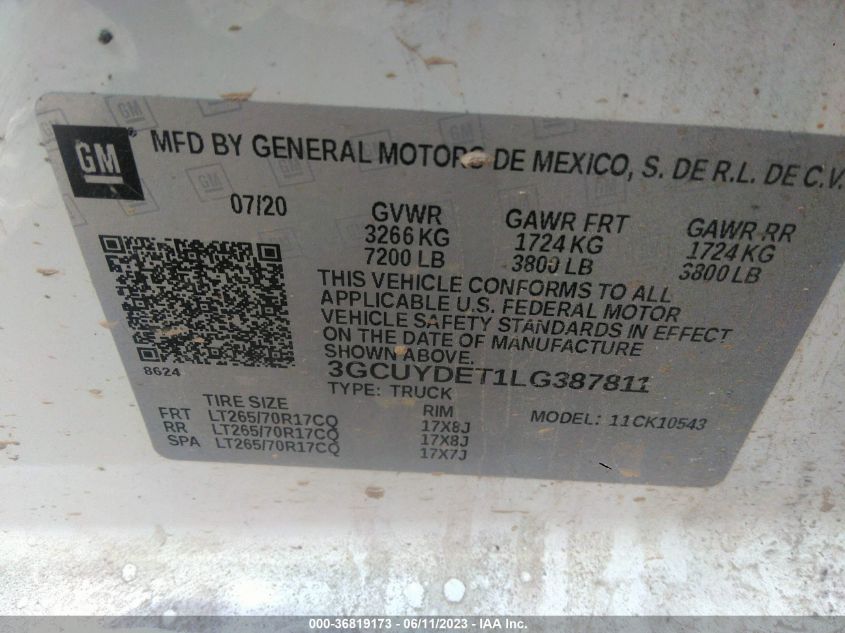 GM
MFD BY GENERAL MOTORS DE MEXICO, S. DE R.L. DE C.V.
07/20 GVWR GAWR FRT GAWR RR
3266 KG 1724 KG 1724 KG
7200 LB 3800 LB 3800 LB
THIS VEHICLE CONFORMS TO ALL
APPLICABLE U.S. FEDERAL MOTOR
VEHICLE SAFETY STANDARDS IN EFFECT
ON THE DATE OF MANUFACTURE
SHOWN ABOVE.
8624
3GCUYDET1LG387811
TYPE: TRUCK
TIRE SIZE RIM MODEL: 11CK10543
FRT LT265/70R17CQ 17X8J
RR LT265/70R17CQ 17X8J
SPA LT265/70R17CQ 17X7J
000-36819173 - 06/11/2023 - IAA Inc.